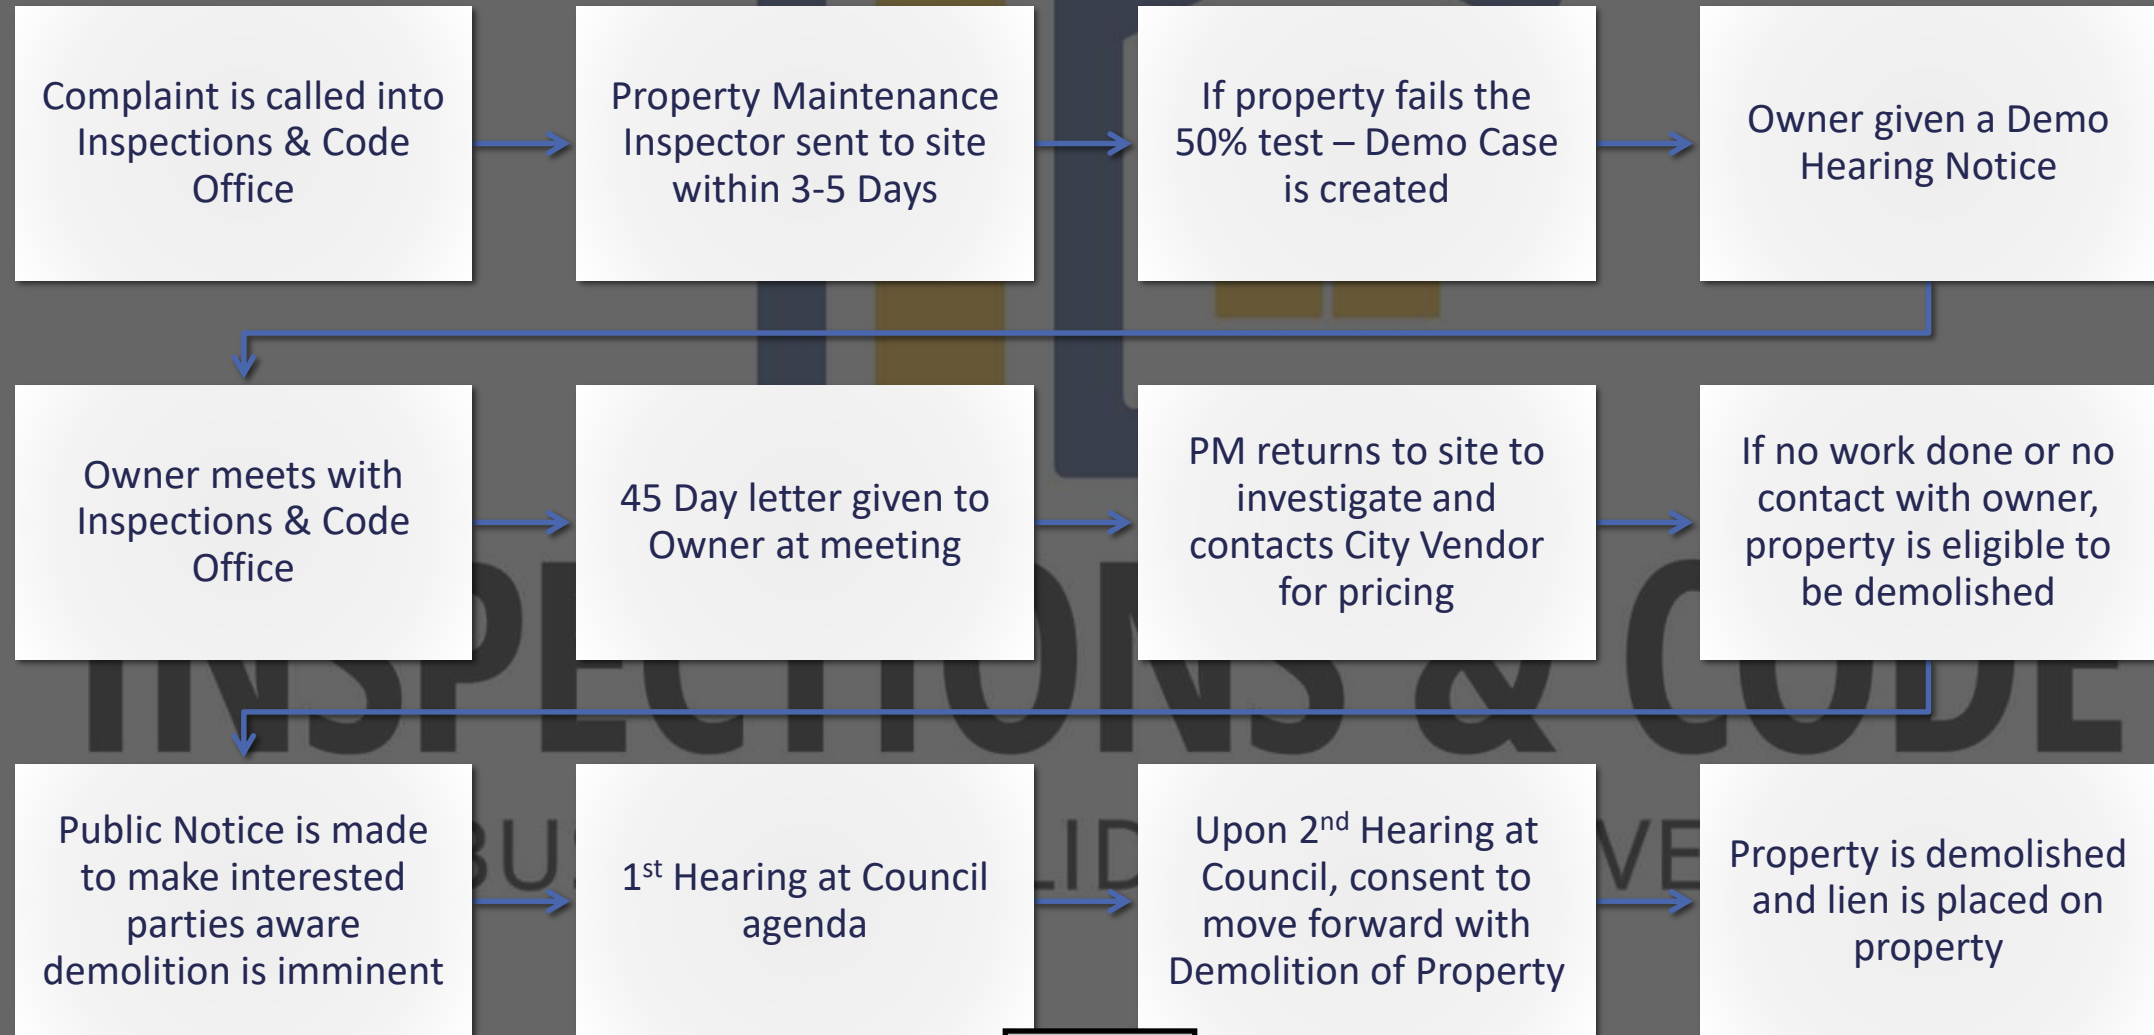 Complaint is called into
Inspections & Code
Office
Property Maintenance
Inspector sent to site
within 3-5 Days
If property fails the
50% test – Demo Case
is created
Owner given a Demo
Hearing Notice
Owner meets with
Inspections & Code
Office
45 Day letter given to
Owner at meeting
PM returns to site to
investigate and
contacts City Vendor
for pricing
If no work done or no
contact with owner,
property is eligible to
be demolished
INSPECTIONS & CODE
Public Notice is made
to make interested
parties aware
demolition is imminent
1st Hearing at Council
agenda
Upon 2nd Hearing at
Council, consent to
move forward with
Demolition of Property
Property is demolished
and lien is placed on
property